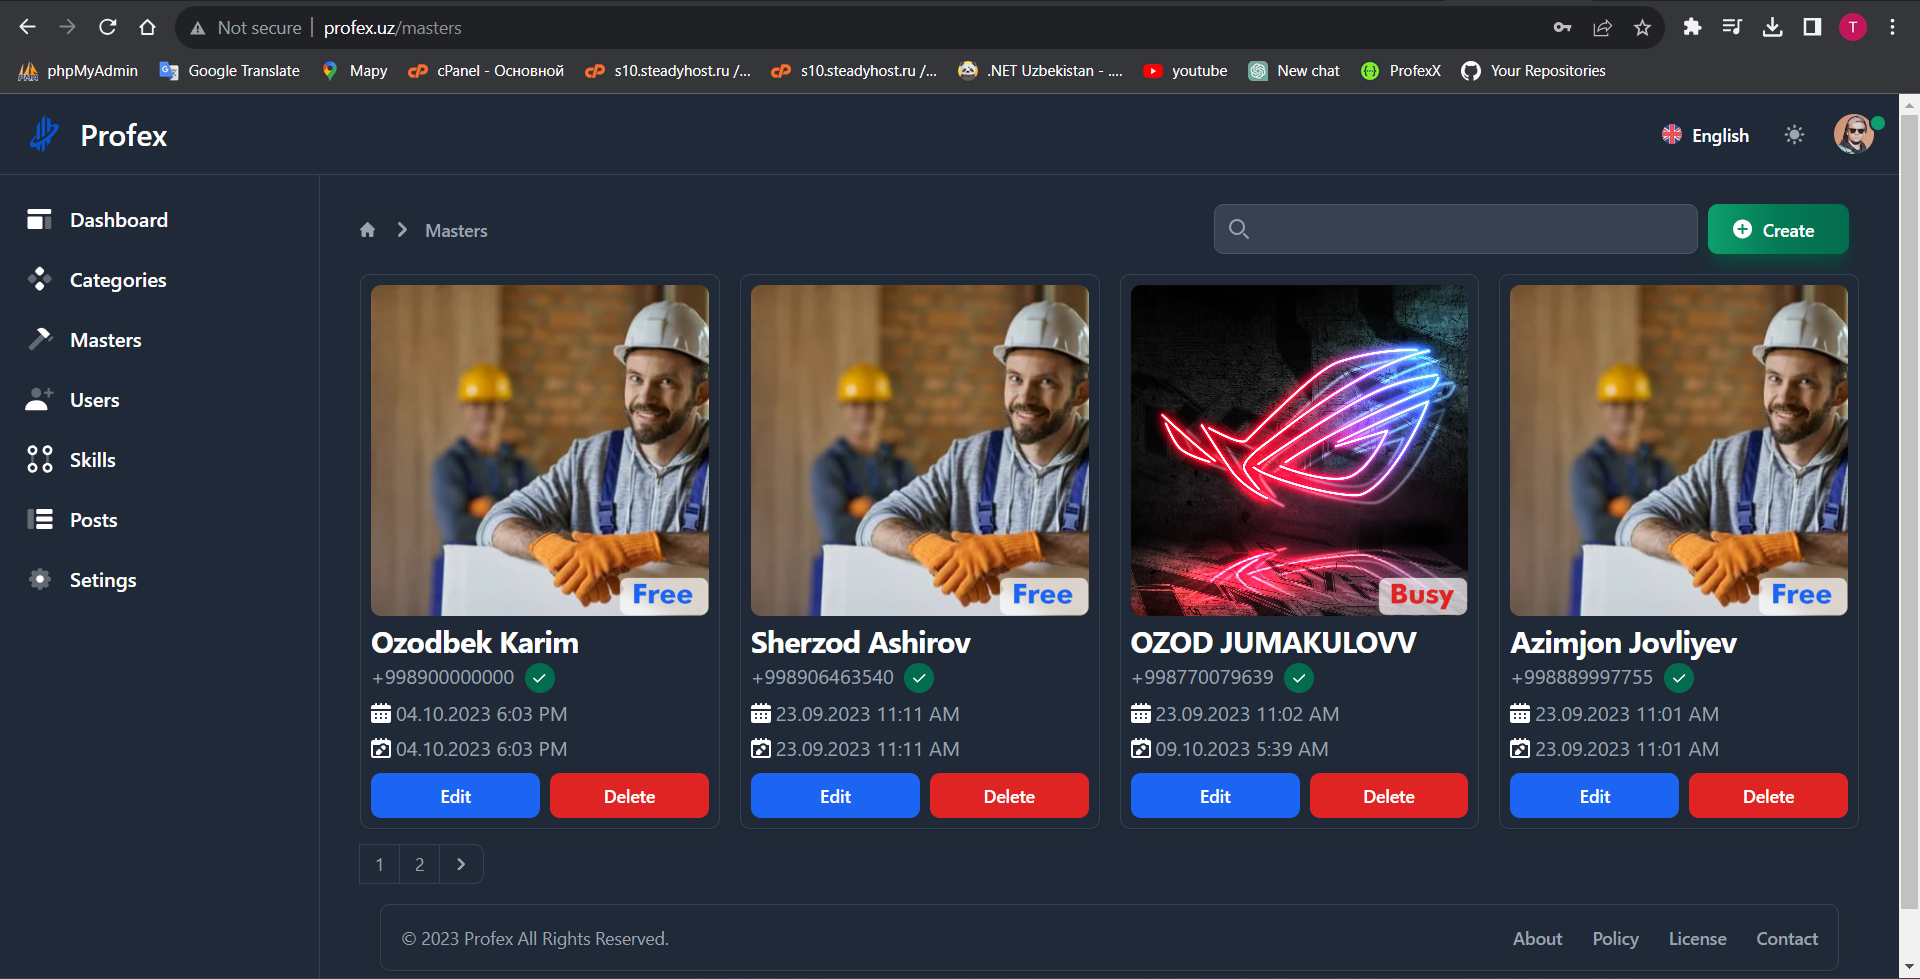 Not secure profex.uz/masters
T
phpMyAdmin Google Translate Mapy cPanel - Основной s10.steadyhost.ru /... s10.steadyhost.ru /... .NET Uzbekistan - .... youtube New chat ProfexX Your Repositories
Profex
English
Dashboard
Categories
Masters
Users
Skills
Posts
Setings
Masters
Create
Free
Ozodbek Karim
+998900000000
04.10.2023 6:03 PM
04.10.2023 6:03 PM
Edit Delete
Free
Sherzod Ashirov
+998906463540
23.09.2023 11:11 AM
23.09.2023 11:11 AM
Edit Delete
Busy
OZOD JUMAKULOVV
+998770079639
23.09.2023 11:02 AM
09.10.2023 5:39 AM
Edit Delete
Free
Azimjon Jovliyev
+998889997755
23.09.2023 11:01 AM
23.09.2023 11:01 AM
Edit Delete
1 2
© 2023 Profex All Rights Reserved.
About Policy License Contact